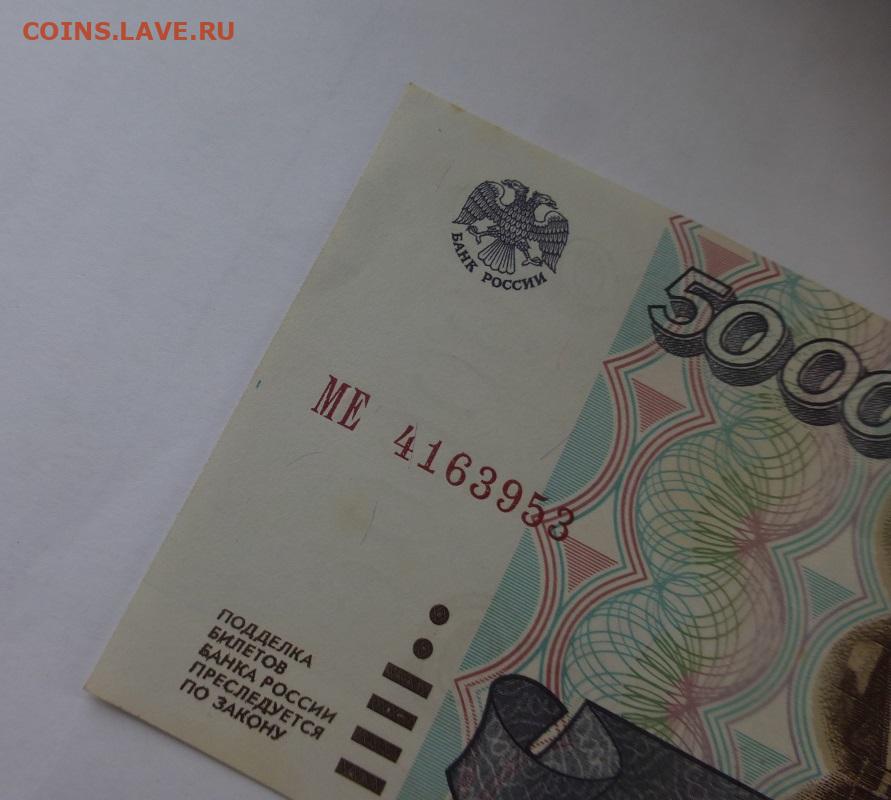 COINS.LAVE.RU
БАНК РОССИИ
5000
МЕ 4163953
ПОДДЕЛКА
БИЛЕТОВ
БАНКА РОССИИ
ПРЕСЛЕДУЕТСЯ
ПО ЗАКОНУ